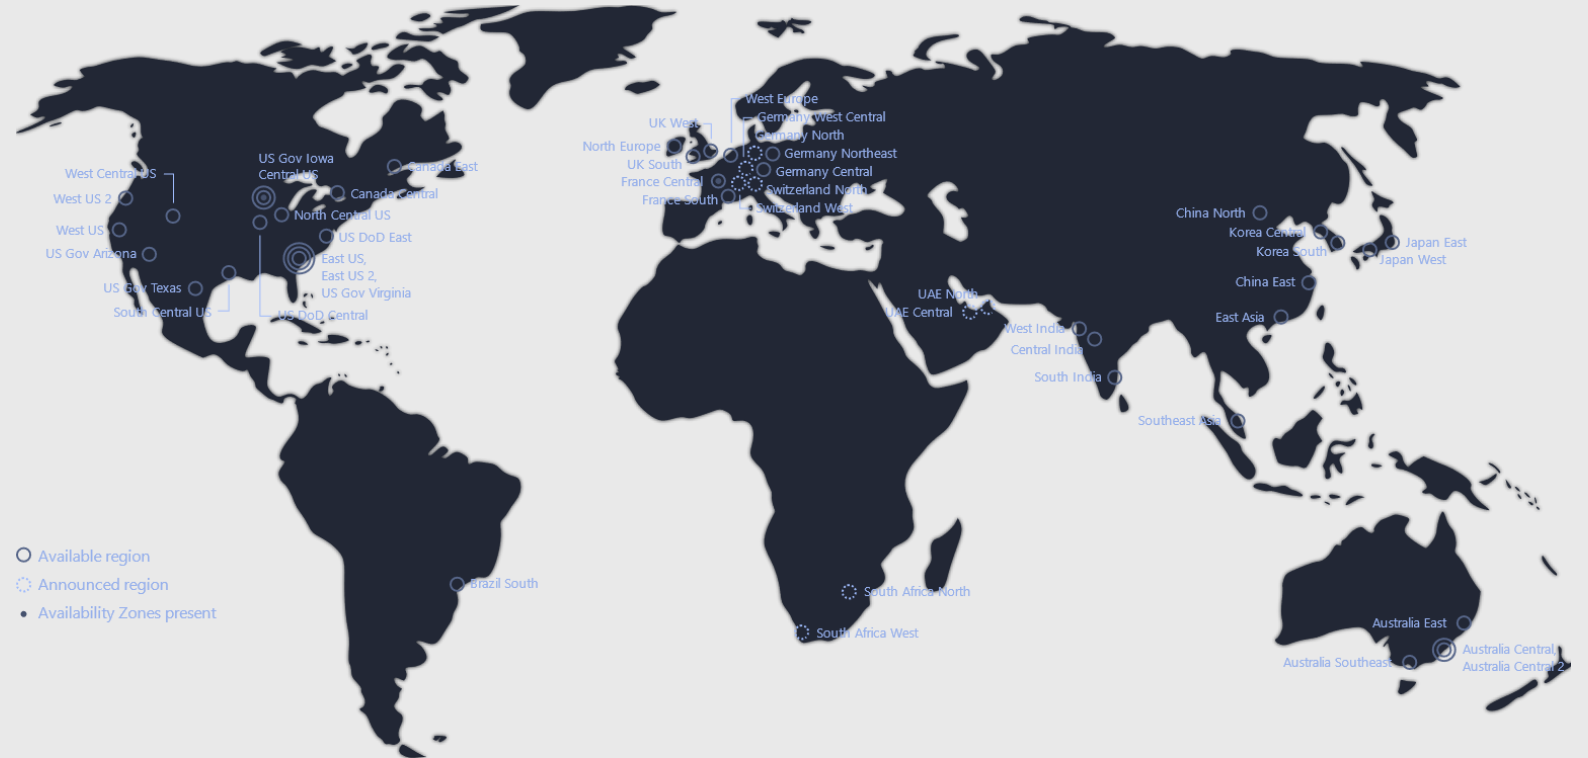 West Europe
Germany West Central
Germany North
UK West
North Europe
UK South
Germany Northeast
Germany Central
France Central
Switzerland North
France South
Switzerland West
US Gov Iowa
Central US
Canada East
West Central US
Canada Central
West US 2
North Central US
West US
US DoD East
US Gov Arizona
East US,
East US 2,
US Gov Virginia
US Gov Texas
South Central US
US DoD Central
China North
Korea Central
Korea South
Japan East
Japan West
China East
East Asia
UAE North
UAE Central
West India
Central India
South India
Southeast Asia
Available region
Announced region
Availability Zones present
Brazil South
South Africa North
South Africa West
Australia East
Australia Southeast
Australia Central,
Australia Central 2